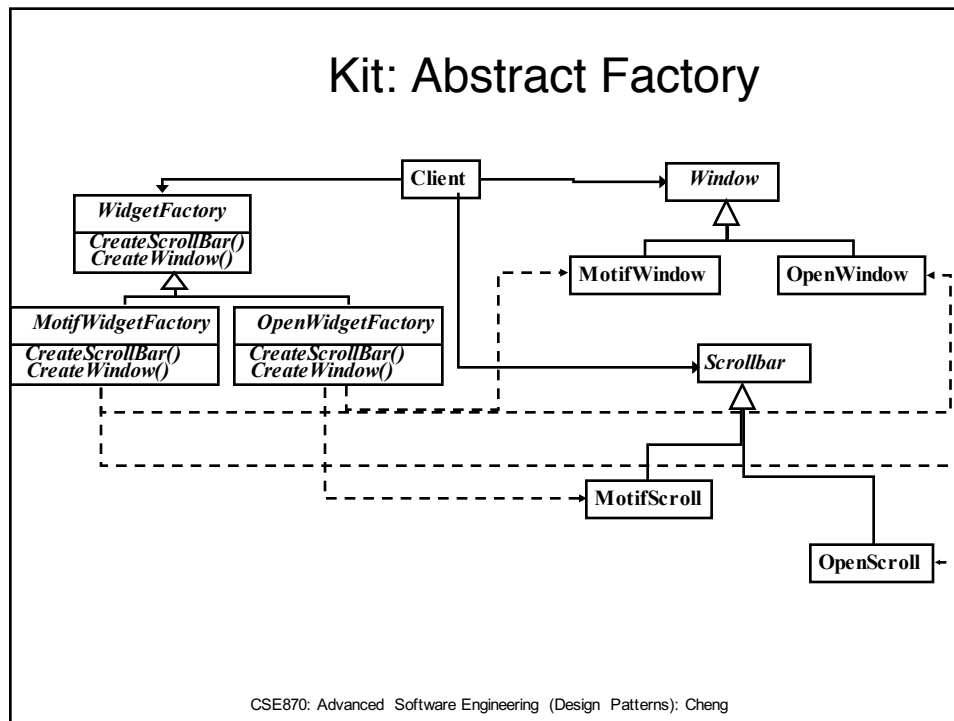 Kit: Abstract Factory
Client
Window
WidgetFactory
CreateScrollBar()
CreateWindow()
MotifWindow
OpenWindow
MotifWidgetFactory
CreateScrollBar()
CreateWindow()
OpenWidgetFactory
CreateScrollBar()
CreateWindow()
Scrollbar
MotifScroll
OpenScroll
CSE870: Advanced Software Engineering (Design Patterns): Cheng